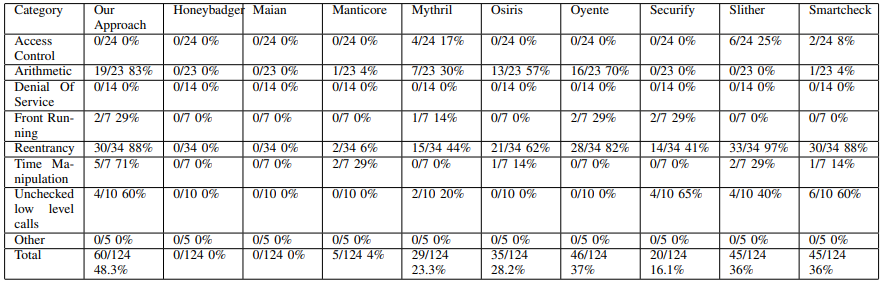 Category Our Approach Honeybadger Maian Manticore Mythril Osiris Oyente Securify Slither Smartcheck
Access Control 0/24 0% 0/24 0% 0/24 0% 0/24 0% 4/24 17% 0/24 0% 0/24 0% 0/24 0% 6/24 25% 2/24 8%
Arithmetic 19/23 83% 0/23 0% 0/23 0% 1/23 4% 7/23 30% 13/23 57% 16/23 70% 0/23 0% 0/23 0% 1/23 4%
Denial Of Service 0/14 0% 0/14 0% 0/14 0% 0/14 0% 0/14 0% 0/14 0% 0/14 0% 0/14 0% 0/14 0% 0/14 0%
Front Run-ning 2/7 29% 0/7 0% 0/7 0% 0/7 0% 1/7 14% 0/7 0% 2/7 29% 2/7 29% 0/7 0% 0/7 0%
Reentrancy 30/34 88% 0/34 0% 0/34 0% 2/34 6% 15/34 44% 21/34 62% 28/34 82% 14/34 41% 33/34 97% 30/34 88%
Time Ma-nipulation 5/7 71% 0/7 0% 0/7 0% 2/7 29% 0/7 0% 1/7 14% 0/7 0% 0/7 0% 2/7 29% 1/7 14%
Unchecked low level calls 4/10 60% 0/10 0% 0/10 0% 0/10 0% 2/10 20% 0/10 0% 0/10 0% 4/10 65% 4/10 40% 6/10 60%
Other 0/5 0% 0/5 0% 0/5 0% 0/5 0% 0/5 0% 0/5 0% 0/5 0% 0/5 0% 0/5 0% 0/5 0%
Total 60/124 48.3% 0/124 0% 0/124 0% 5/124 4% 29/124 23.3% 35/124 28.2% 46/124 37% 20/124 16.1% 45/124 36% 45/124 36%